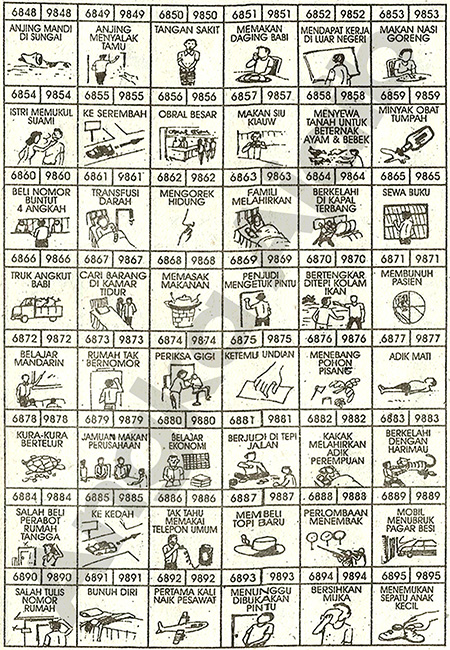 6848 9848 6849 9849 6850 9850 6851 9851 6852 9852 6853 9853
ANJING MANDI DI SUNGAI
ANJING MENYALAK TAMU
TANGAN SAKIT
MEMAKAN DAGING BABI
MENDAPAT KERJA DI LUAR NEGERI
MAKAN NASI GORENG
6854 9854 6855 9855 6856 9856 6857 9857 6858 9858 6859 9859
ISTRI MEMUKUL SUAMI
KE SEREMBAH
OBRAL BESAR
MAKAN SIU KIAUW
MENYEWA TANAH UNTUK BETERNAK AYAM & BEBEK
MINYAK OBAT TUMPAH
6860 9860 6861 9861 6862 9862 6863 9863 6864 9864 6865 9865
BELI NOMOR BUNTUT 4 ANGKAH
TRANSFUSI DARAH
MENGOREK HIDUNG
FAMILI MELAHIRKAN
BERKELAHI DI KAPAL TERBANG
SEWA BUKU
6866 9866 6867 9867 6868 9868 6869 9869 6870 9870 6871 9871
TRUK ANGKUT BABI
CARI BARANG DI KAMAR TIDUR
MEMASAK MAKANAN
PENJUDI MENGETUK PINTU
BERTENGKAR DITEPI KOLAM IKAN
MEMBUNUH PASIEN
6872 9872 6873 9873 6874 9874 6875 9875 6876 9876 6877 9877
BELAJAR MANDARIN
RUMAH TAK BERNOMOR
PERIKSA GIGI
KETEMU UNDIAN
MENEBANG POHON PISANG
ADIK MATI
6878 9878 6879 9879 6880 9880 6881 9881 6882 9882 6883 9883
KURA-KURA BERTELUR
JAMUAN MAKAN PERUSAHAAN
BELAJAR EKONOMI
BERJUDI DI TEPI JALAN
KAKAK MELAHIRKAN ADIK PEREMPUAN
BERKELAHI DENGAN HARIMAU
6884 9884 6885 9885 6886 9886 6887 9887 6888 9888 6889 9889
SALAH BELI PERABOT RUMAH TANGGA
KE KEDAH
TAK TAHU MEMAKAI TELEPON UMUM
MEMBELI TOPI BARU
PERLOMBAAN MENEMBAK
MOBIL MENUBRUK PAGAR BESI
6890 9890 6891 9891 6892 9892 6893 9893 6894 9894 6895 9895
SALAH TULIS NOMOR RUMAH
BUNUH DIRI
PERTAMA KALI NAIK PESAWAT
MENUNGGU DIBUKAKAN PINTU
BERSIHKAN MUKA
MENEMUKAN SEPATU ANAK KECIL